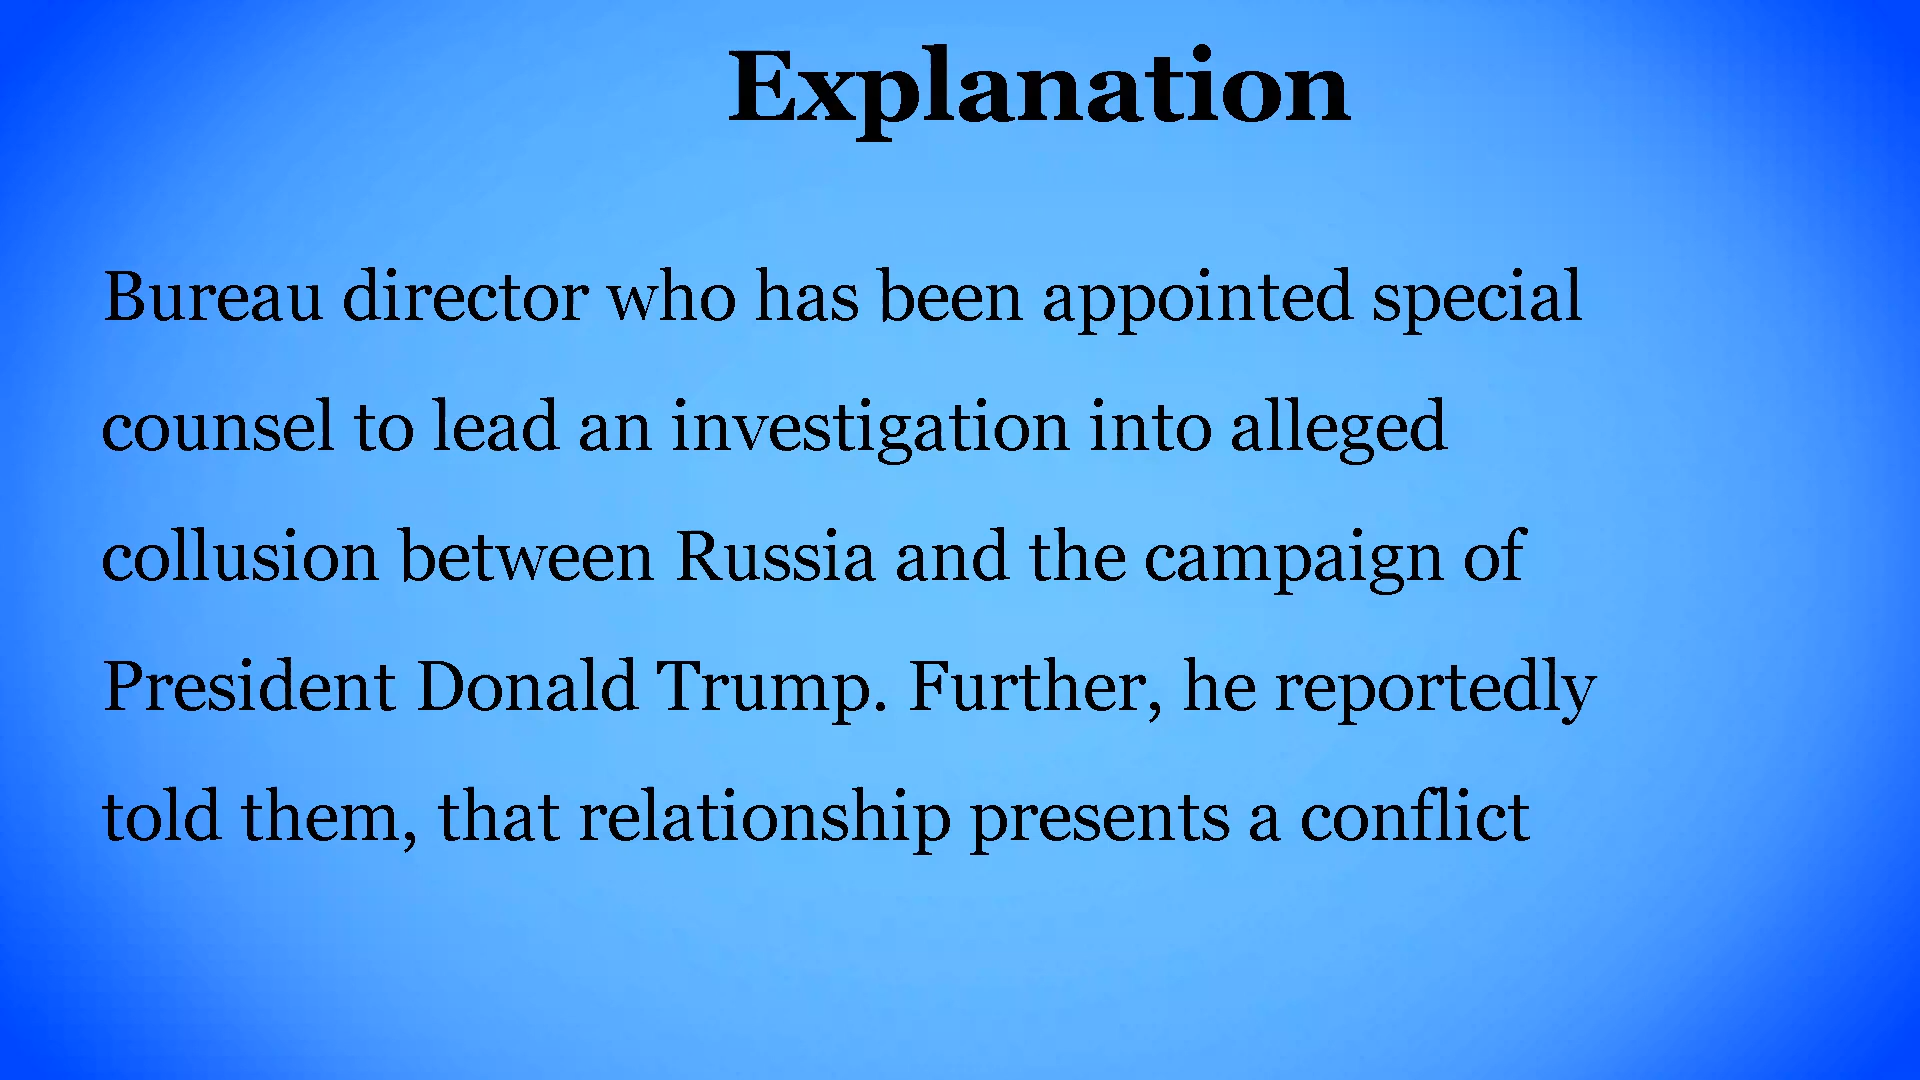 Explanation
Bureau director who has been appointed special
counsel to lead an investigation into alleged
collusion between Russia and the campaign of
President Donald Trump. Further, he reportedly
told them, that relationship presents a conflict